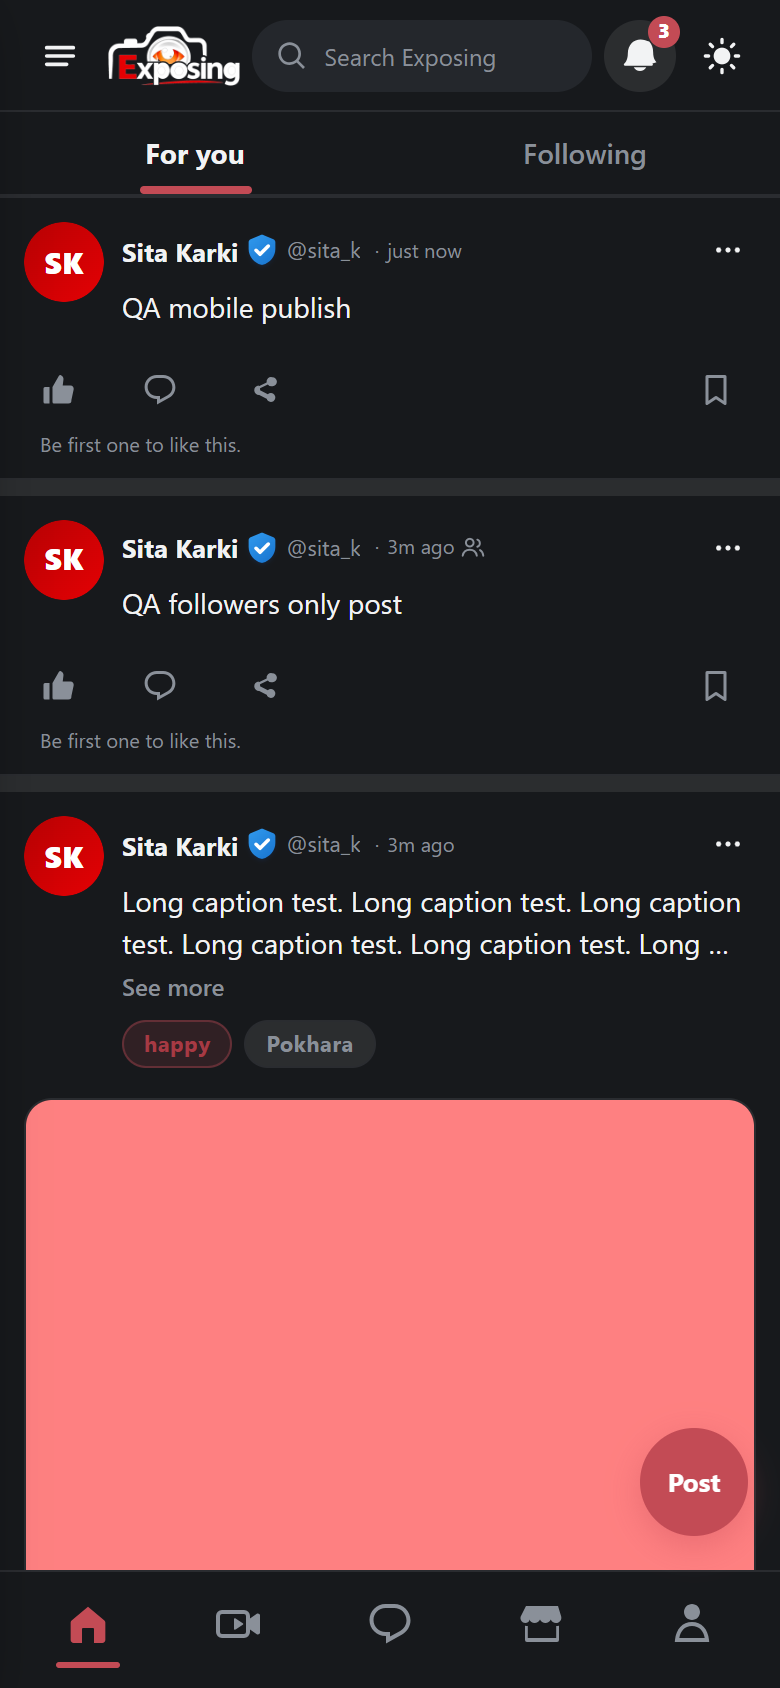 Exposing
Search Exposing
3
For you
Following
SK
Sita Karki @sita_k · just now
QA mobile publish
Be first one to like this.
SK
Sita Karki @sita_k · 3m ago
QA followers only post
Be first one to like this.
SK
Sita Karki @sita_k · 3m ago
Long caption test. Long caption test. Long caption
test. Long caption test. Long caption test. Long ...
See more
happy
Pokhara
Post